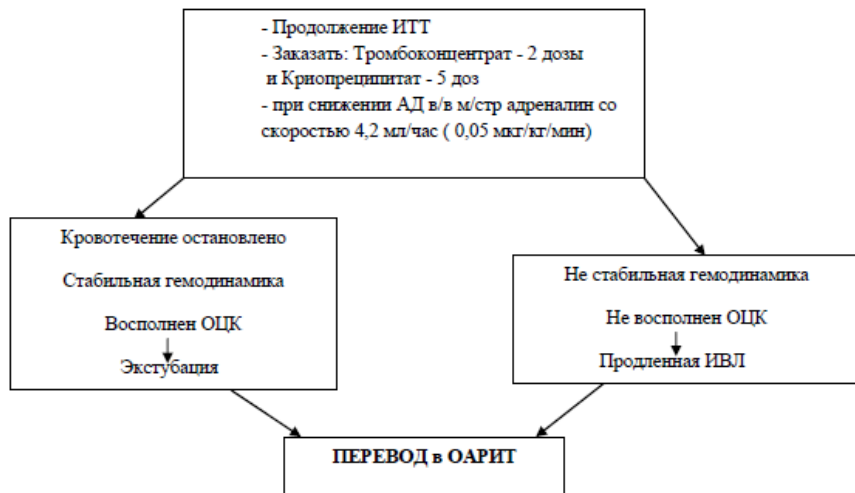 - Продолжение ИТТ
- Заказать: Тромбоконцентрат - 2 дозы
и Криопреципитат - 5 доз
- при снижении АД в/в м/стр адреналин со
скоростью 4,2 мл/час ( 0,05 мкг/кг/мин)
Кровотечение остановлено
Стабильная гемодинамика
Восполнен ОЦК
Экстубация
Не стабильная гемодинамика
Не восполнен ОЦК
Продленная ИВЛ
ПЕРЕВОД в ОАРИТ